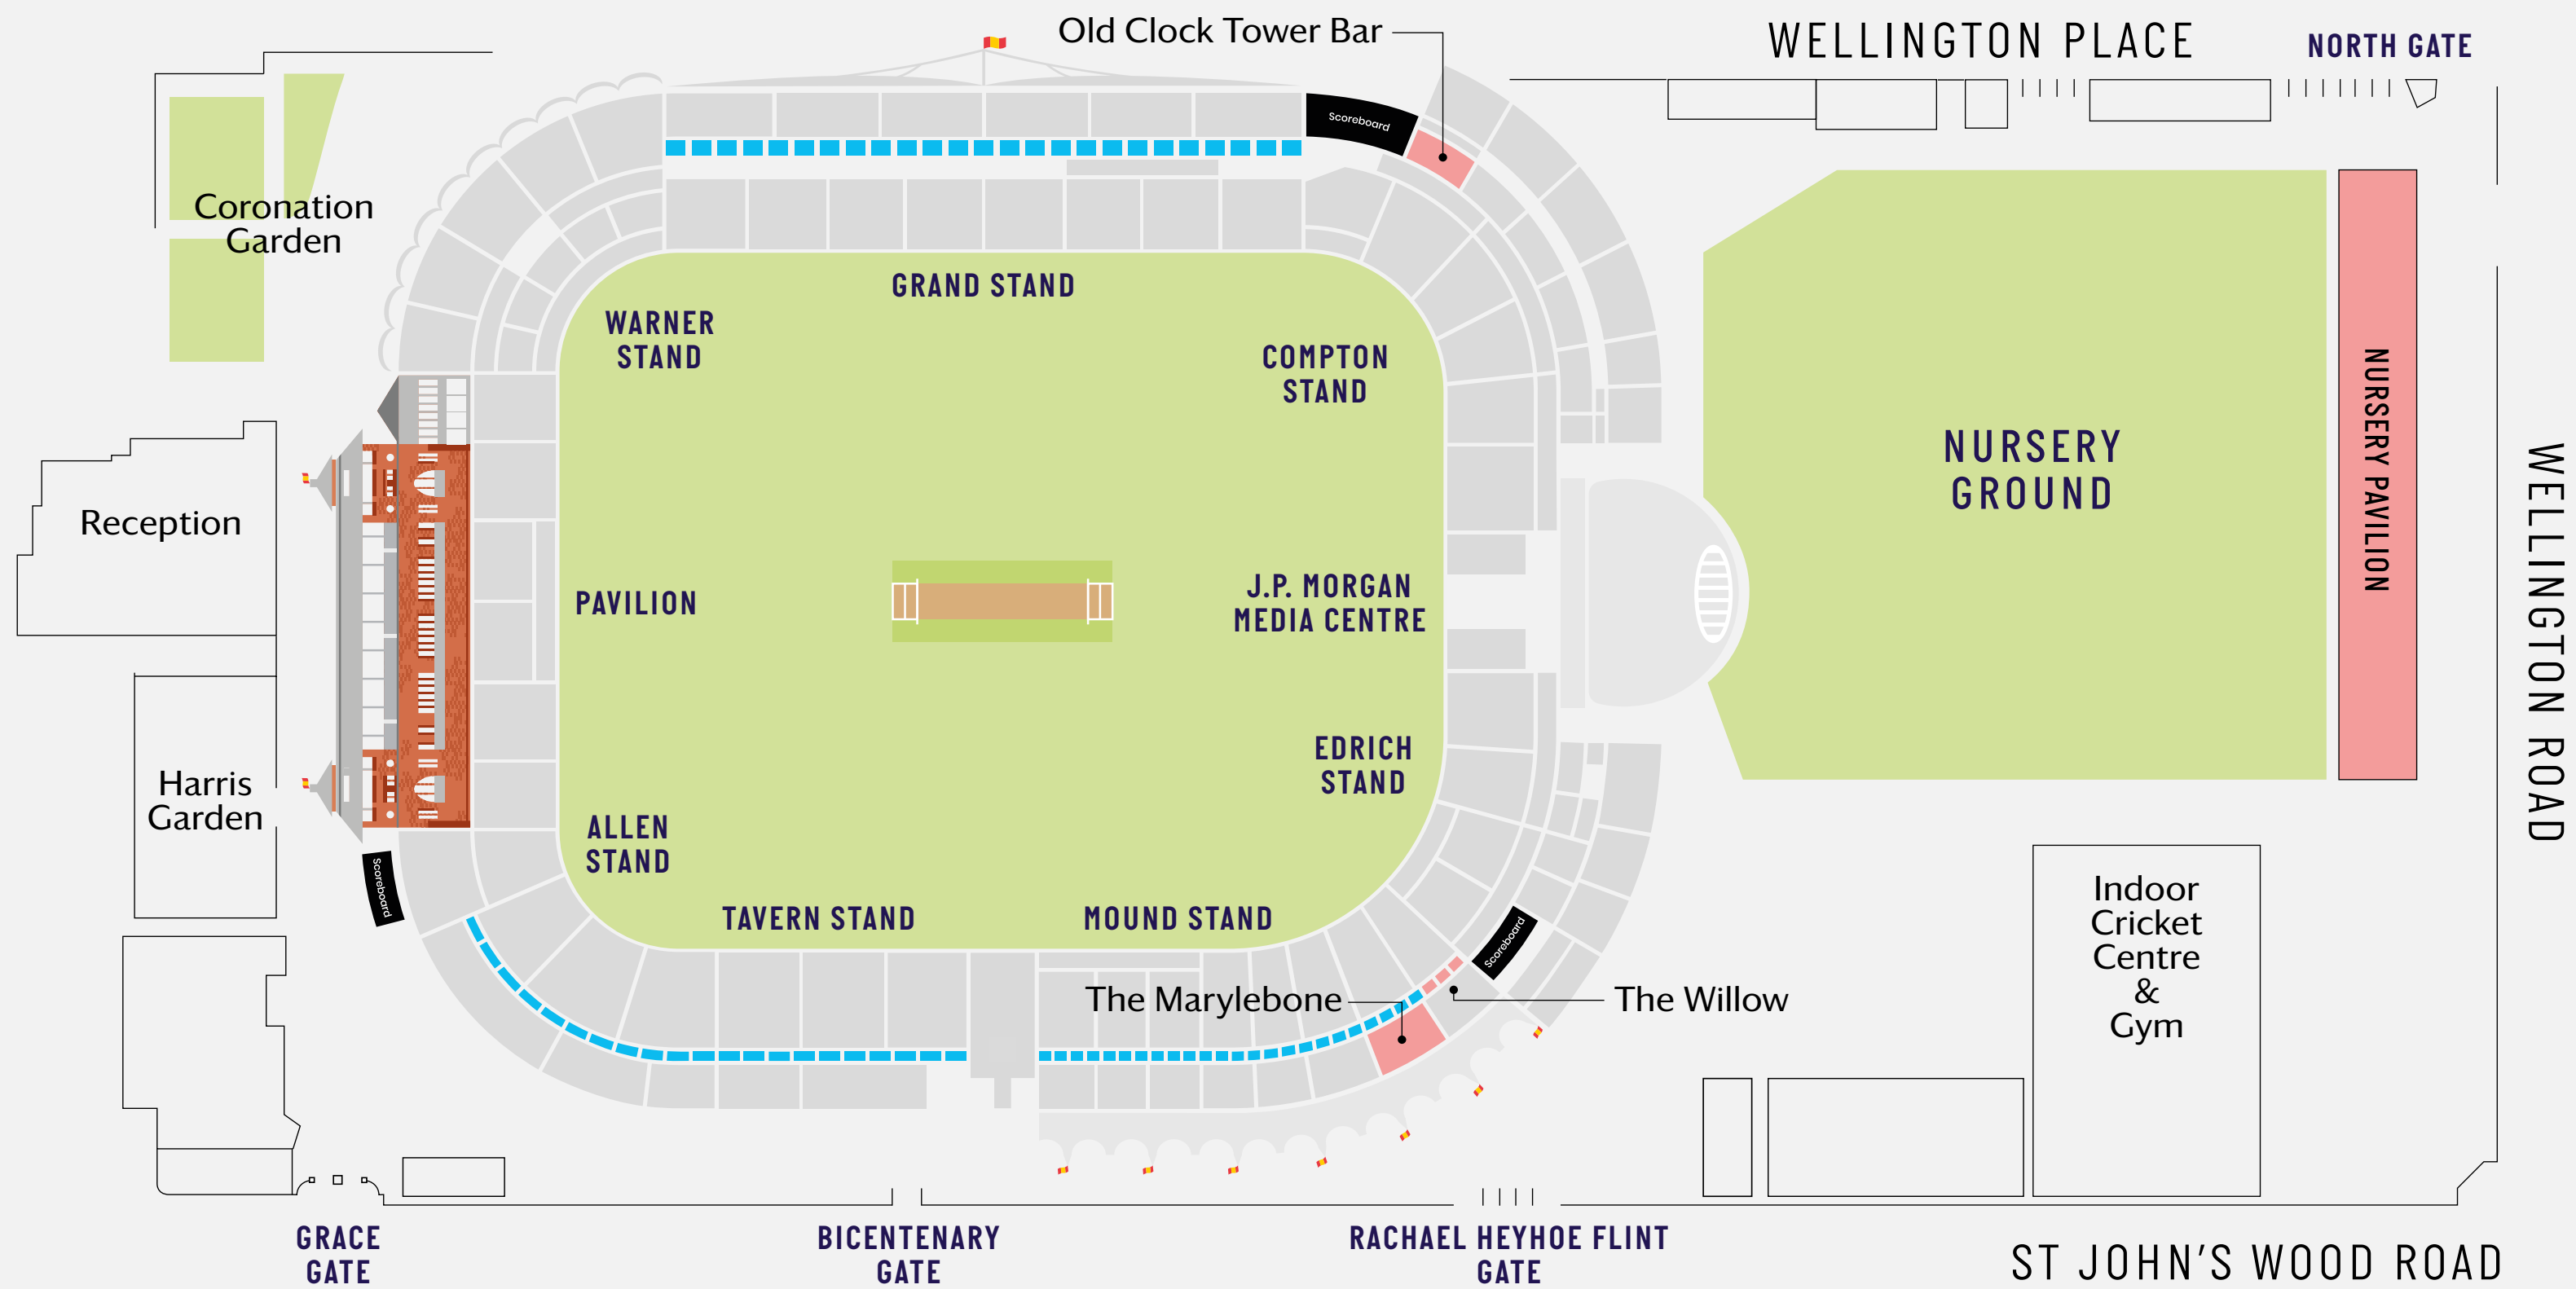 Old Clock Tower Bar
WELLINGTON PLACE
NORTH GATE
Scoreboard
Coronation
Garden
GRAND STAND
WARNER
STAND
COMPTON
STAND
NURSERY
GROUND
NURSERY PAVILION
WELLINGTON ROAD
Reception
PAVILION
J.P. MORGAN
MEDIA CENTRE
EDRICH
STAND
Harris
Garden
ALLEN
STAND
Scoreboard
TAVERN STAND
MOUND STAND
Scoreboard
Indoor
Cricket
Centre
&
Gym
The Marylebone
The Willow
GRACE
GATE
BICENTENARY
GATE
RACHAEL HEYHOE FLINT
GATE
ST JOHN’S WOOD ROAD